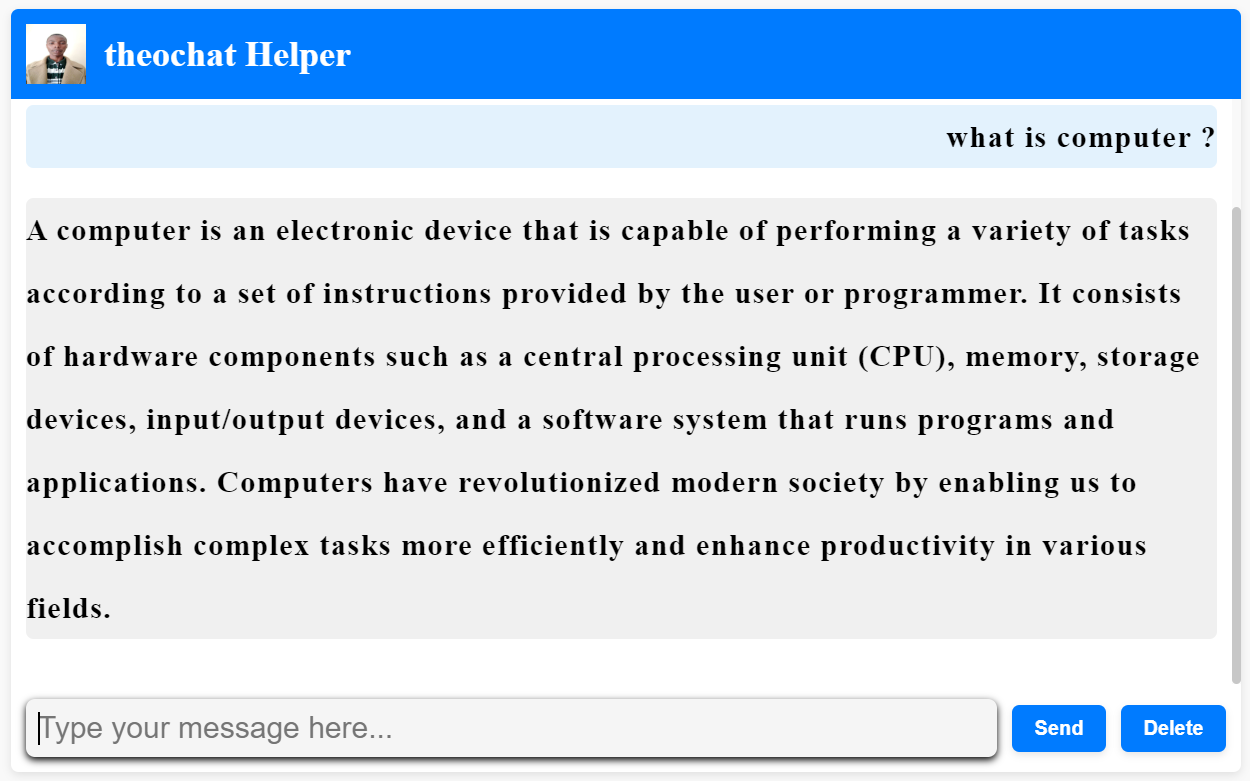 theochat Helper
what is computer ?
A computer is an electronic device that is capable of performing a variety of tasks
according to a set of instructions provided by the user or programmer. It consists
of hardware components such as a central processing unit (CPU), memory, storage
devices, input/output devices, and a software system that runs programs and
applications. Computers have revolutionized modern society by enabling us to
accomplish complex tasks more efficiently and enhance productivity in various
fields.
Type your message here...
Send
Delete